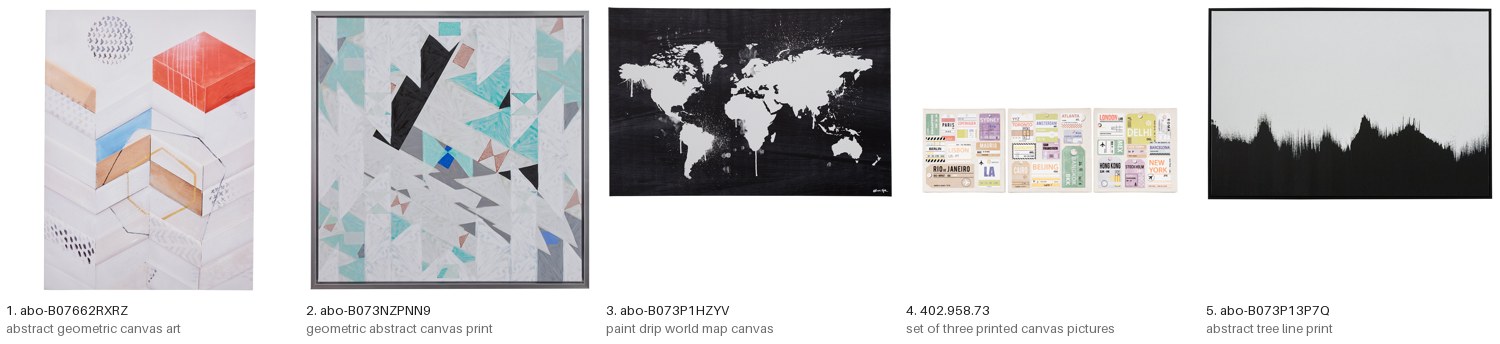 SYDNEY
PARIS
BERLIN
RIO DE JANEIRO
LA
ATLANTA
BEIJING
LONDON
DELHI
HONG KONG
NEW YORK
1. abo-B07662RXRZ
abstract geometric canvas art
2. abo-B073NZPNN9
geometric abstract canvas print
3. abo-B073P1HZYV
paint drip world map canvas
4. 402.958.73
set of three printed canvas pictures
5. abo-B073P13P7Q
abstract tree line print